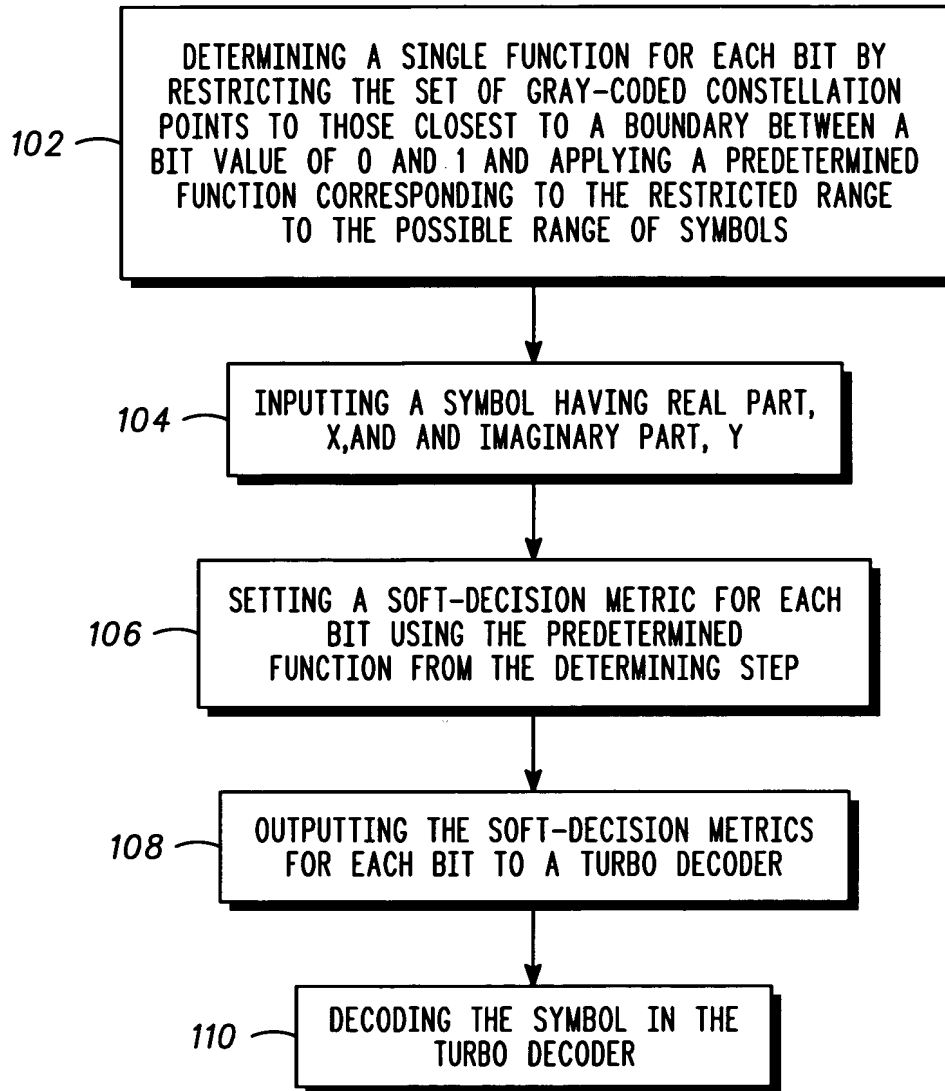 DETERMINING A SINGLE FUNCTION FOR EACH BIT BY
RESTRICTING THE SET OF GRAY-CODED CONSTELLATION
POINTS TO THOSE CLOSEST TO A BOUNDARY BETWEEN A
BIT VALUE OF 0 AND 1 AND APPLYING A PREDETERMINED
FUNCTION CORRESPONDING TO THE RESTRICTED RANGE
TO THE POSSIBLE RANGE OF SYMBOLS
102
INPUTTING A SYMBOL HAVING REAL PART,
X,AND AND IMAGINARY PART, Y
104
SETTING A SOFT-DECISION METRIC FOR EACH
BIT USING THE PREDETERMINED
FUNCTION FROM THE DETERMINING STEP
106
OUTPUTTING THE SOFT-DECISION METRICS
FOR EACH BIT TO A TURBO DECODER
108
DECODING THE SYMBOL IN THE
TURBO DECODER
110